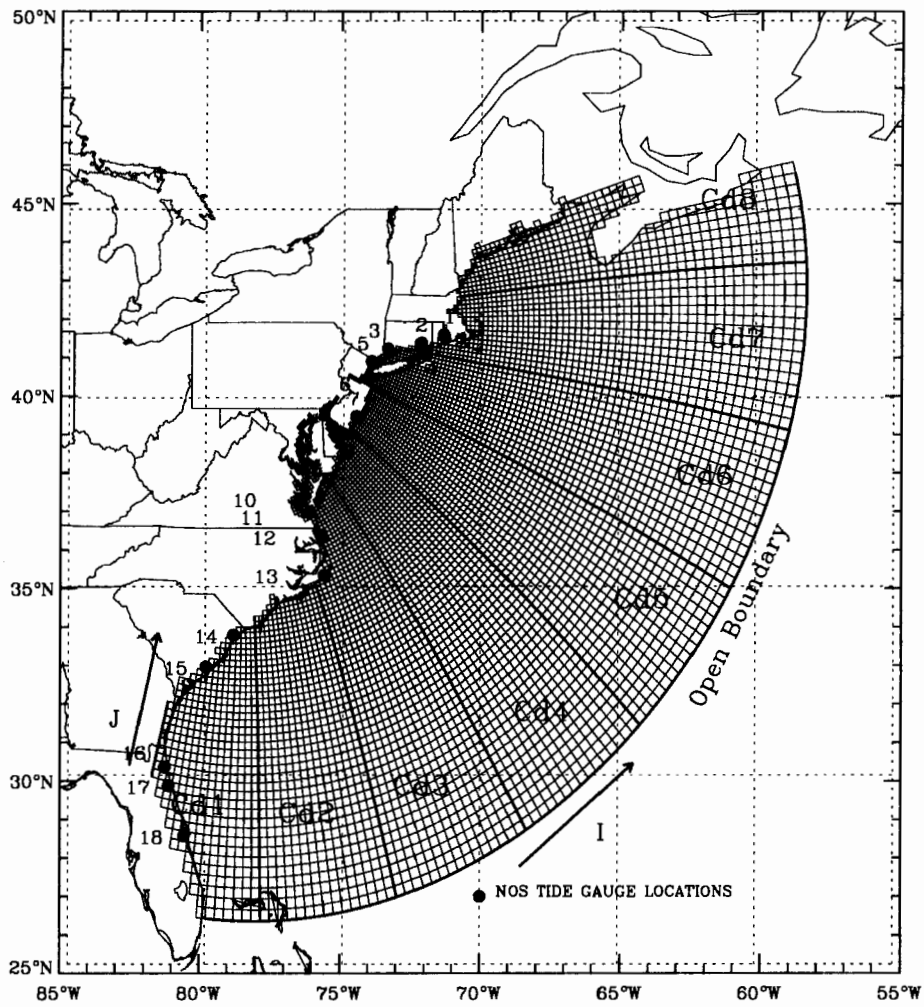 50°N
45°N
40°N
35°N
30°N
25°N
85°W
80°W
75°W
70°W
65°W
60°W
55°W
Cd8
Cd7
Cd6
Cd5
Cd4
Cd3
Cd2
Cd1
1
2
3
5
10
11
12
13
14
15
16
17
18
J
I
Open Boundary
NOS TIDE GAUGE LOCATIONS